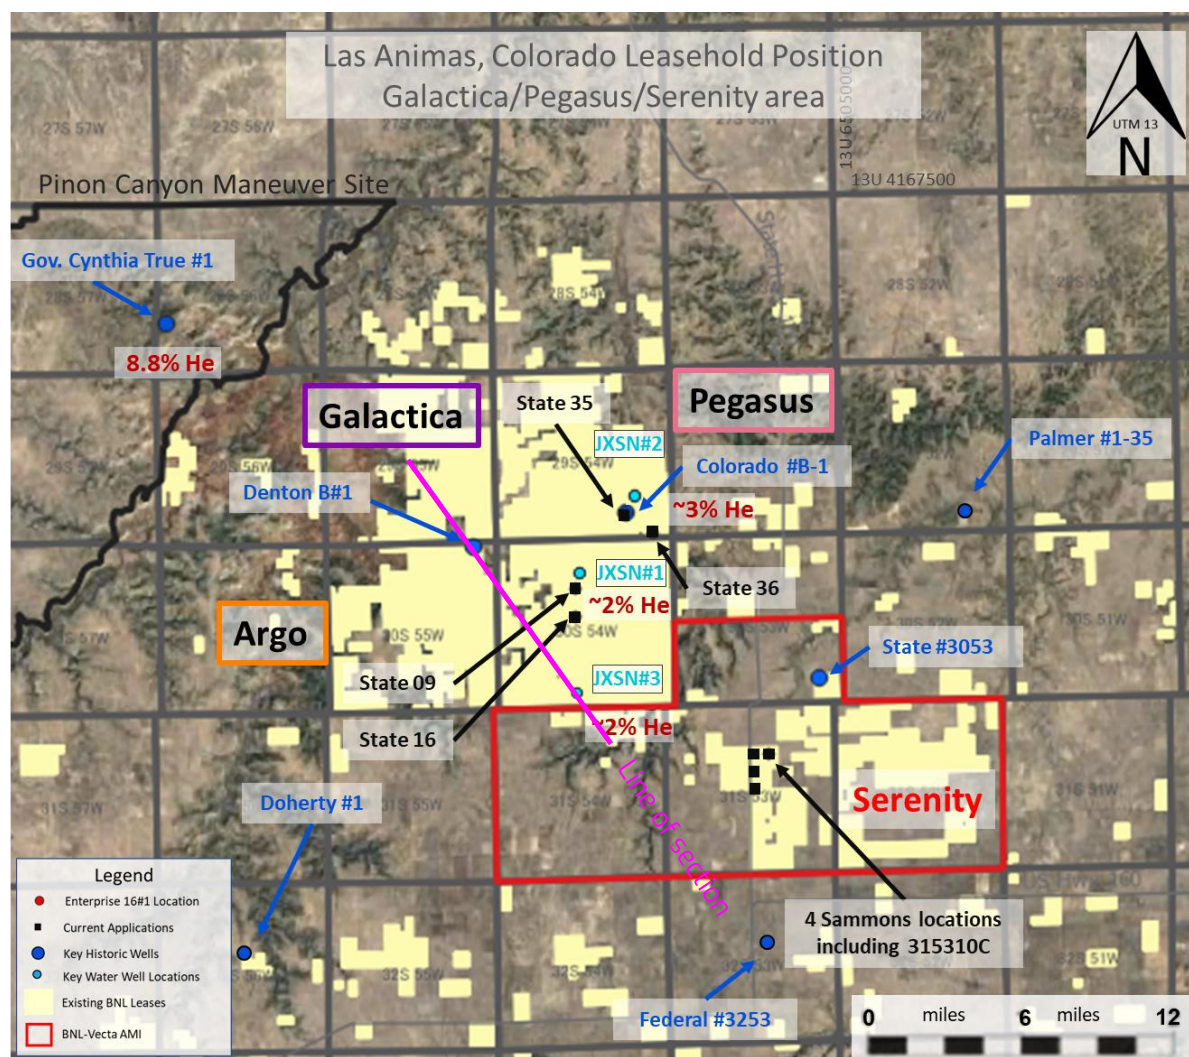 Las Animas, Colorado Leasehold Position
Galactica/Pegasus/Serenity area
UTM 13
N
27S 57W
27S 56W
13U 4167500
Pinon Canyon Maneuver Site
Gov. Cynthia True #1
28S 54W
28S 52W
8.8% He
Galactica
State 35
Pegasus
JXSN#2
29S 54W
Colorado #B-1
Palmer #1-35
Denton B#1
~3% He
JXSN#1
State 36
~2% He
Argo
30S 55W
30S 54W
30S 52W
30S 51W
State #3053
State 09
JXSN#3
State 16
~2% He
31S 57W
31S 55W
31S 54W
31S 53W
31S 51W
Serenity
Doherty #1
Line of section
Legend
Enterprise 16#1 Location
Current Applications
Key Historic Wells
Key Water Well Locations
Existing BNL Leases
BNL-Vecta AMI
4 Sammons locations
including 315310C
32S 55W
32S 54W
32S 53W
32S 51W
Federal #3253
0 miles 6 miles 12